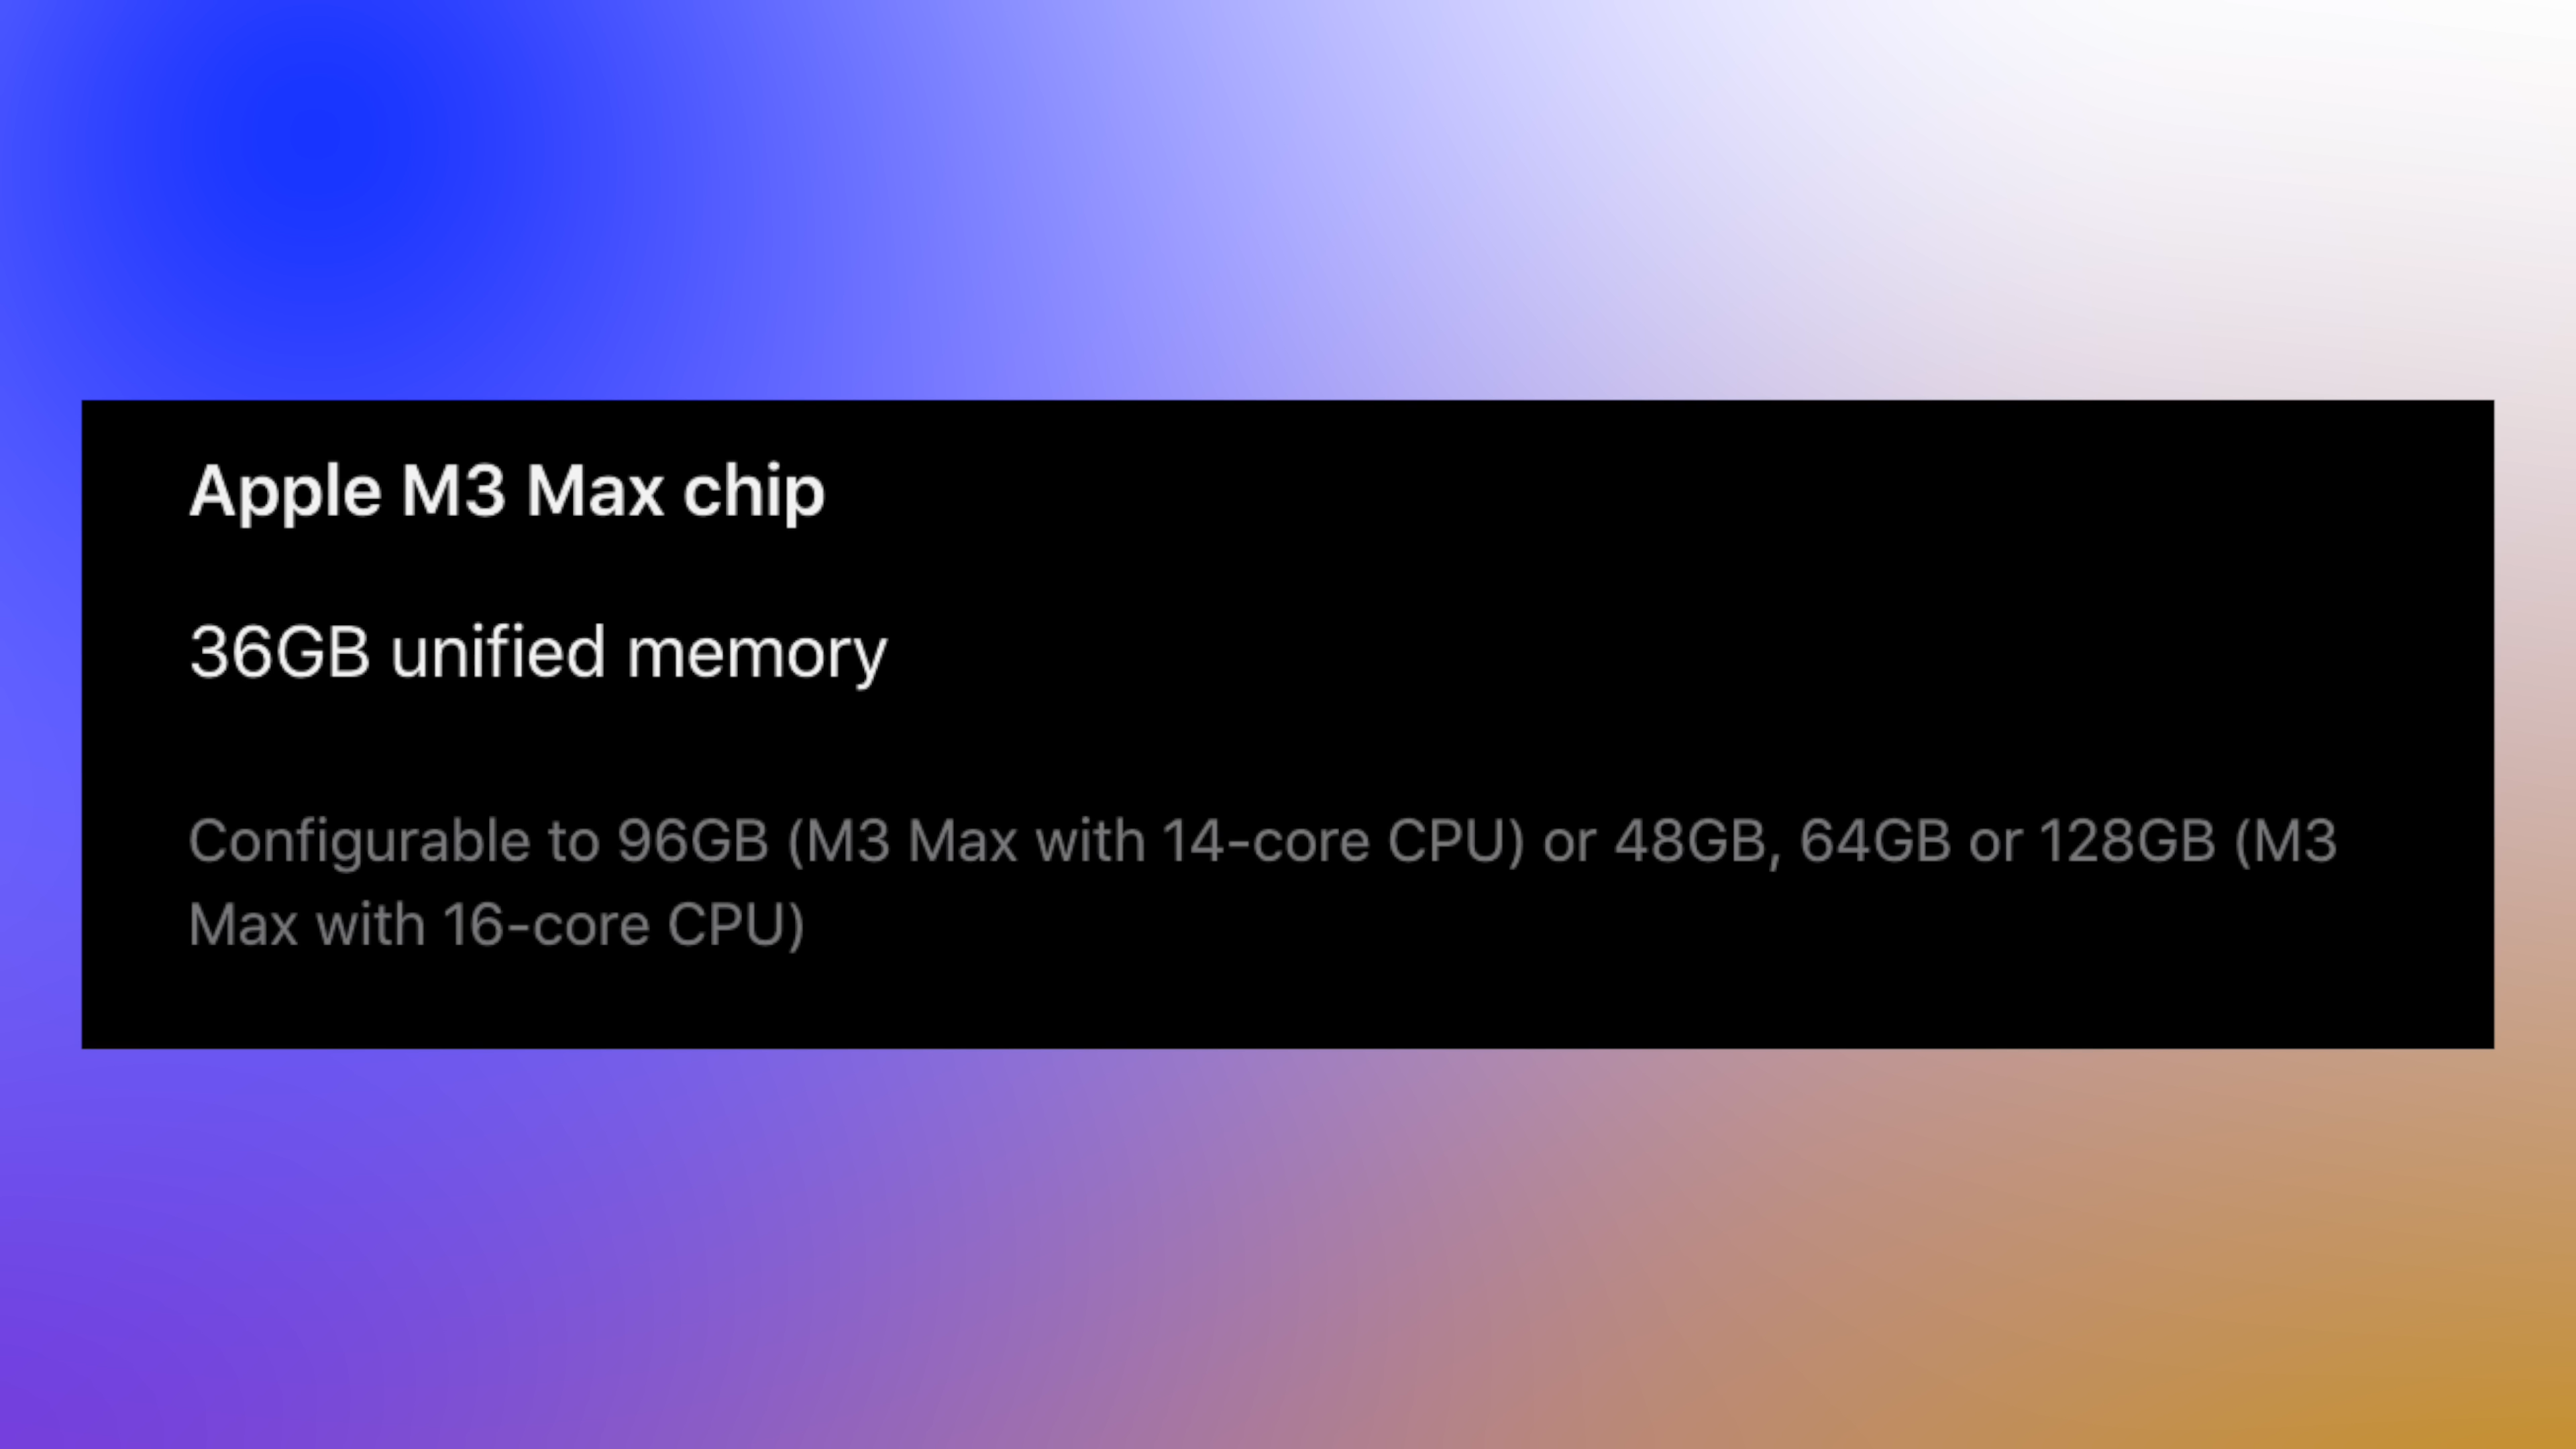 Apple M3 Max chip
36GB unified memory
Configurable to 96GB (M3 Max with 14-core CPU) or 48GB, 64GB or 128GB (M3
Max with 16-core CPU)